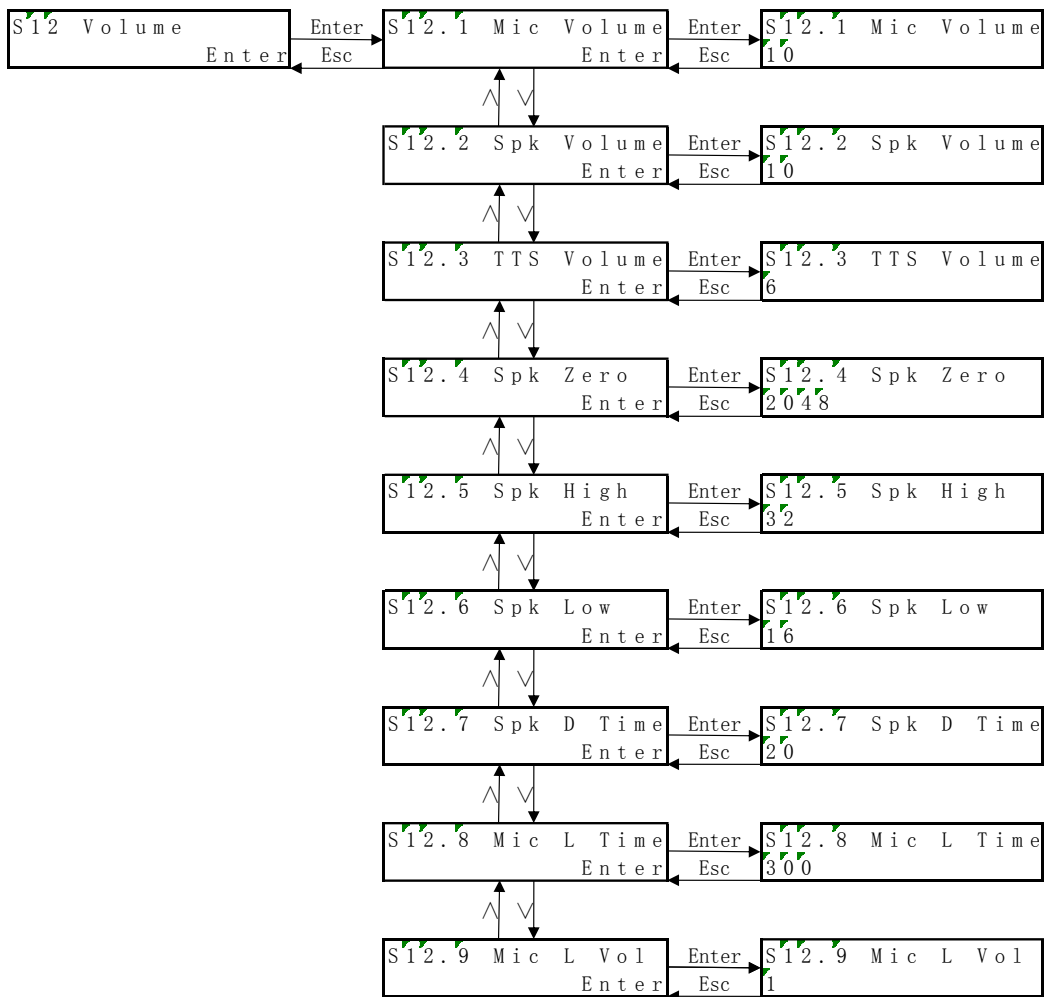 S12 Volume
Enter
Enter
Esc
S12.1 Mic Volume
Enter
Enter
Esc
S12.1 Mic Volume
10
∧ ∨
S12.2 Spk Volume
Enter
Enter
Esc
S12.2 Spk Volume
10
∧ ∨
S12.3 TTS Volume
Enter
Enter
Esc
S12.3 TTS Volume
6
∧ ∨
S12.4 Spk Zero
Enter
Enter
Esc
S12.4 Spk Zero
2048
∧ ∨
S12.5 Spk High
Enter
Enter
Esc
S12.5 Spk High
32
∧ ∨
S12.6 Spk Low
Enter
Enter
Esc
S12.6 Spk Low
16
∧ ∨
S12.7 Spk D Time
Enter
Enter
Esc
S12.7 Spk D Time
20
∧ ∨
S12.8 Mic L Time
Enter
Enter
Esc
S12.8 Mic L Time
300
∧ ∨
S12.9 Mic L Vol
Enter
Enter
Esc
S12.9 Mic L Vol
1